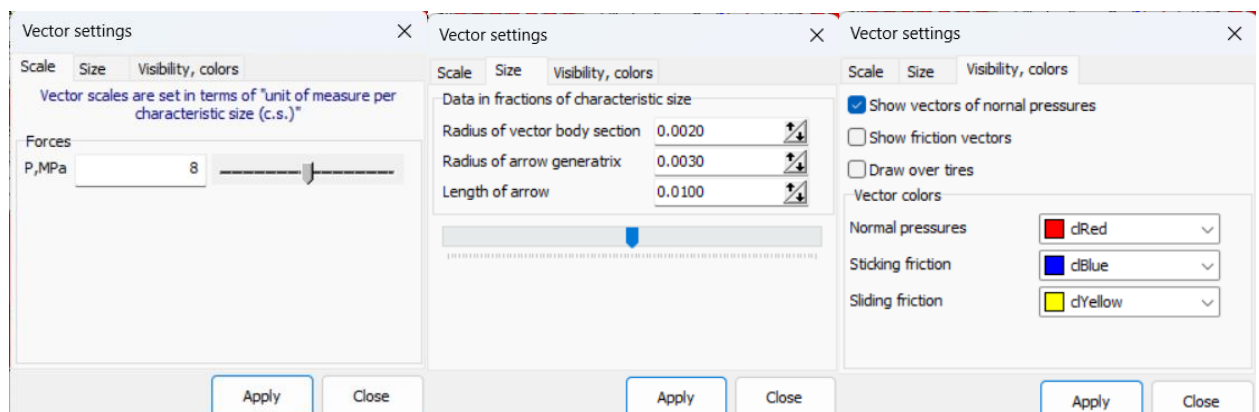 Vector settings
Scale Size Visibility, colors
Vector scales are set in terms of "unit of measure per
characteristic size (c.s.)"
Forces
P,MPa 8
Apply Close
Vector settings
Scale Size Visibility, colors
Data in fractions of characteristic size
Radius of vector body section 0.0020
Radius of arrow generatrix 0.0030
Length of arrow 0.0100
Apply Close
Vector settings
Scale Size Visibility, colors
Show vectors of nornal pressures
Show friction vectors
Draw over tires
Vector colors
Normal pressures clRed
Sticking friction clBlue
Sliding friction clYellow
Apply Close